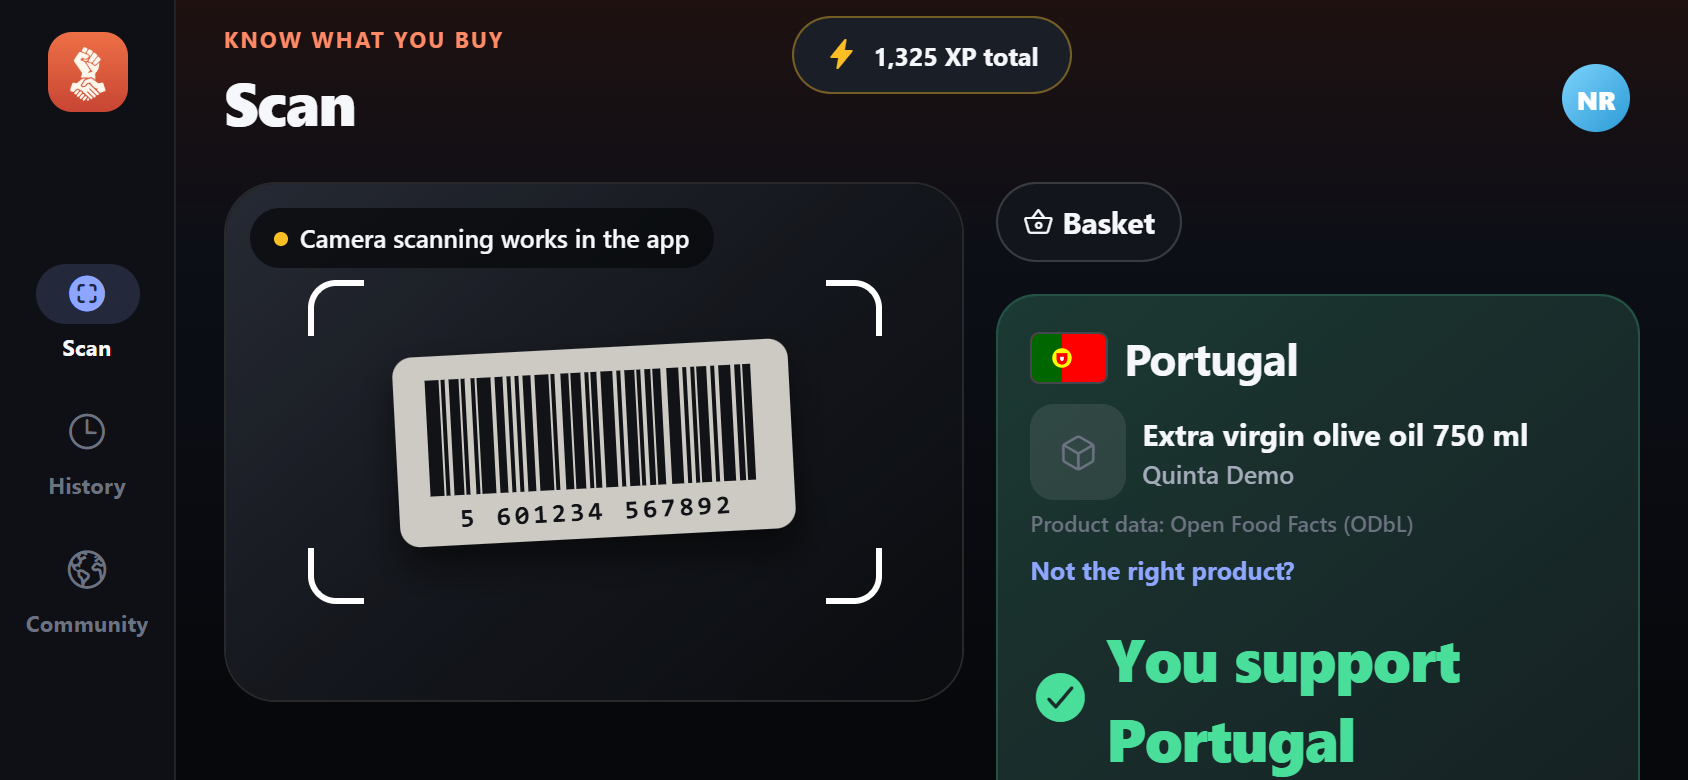 KNOW WHAT YOU BUY
Scan
1,325 XP total
NR
Scan
History
Community
Camera scanning works in the app
5 601234 567892
Basket
Portugal
Extra virgin olive oil 750 ml
Quinta Demo
Product data: Open Food Facts (ODbL)
Not the right product?
You support
Portugal